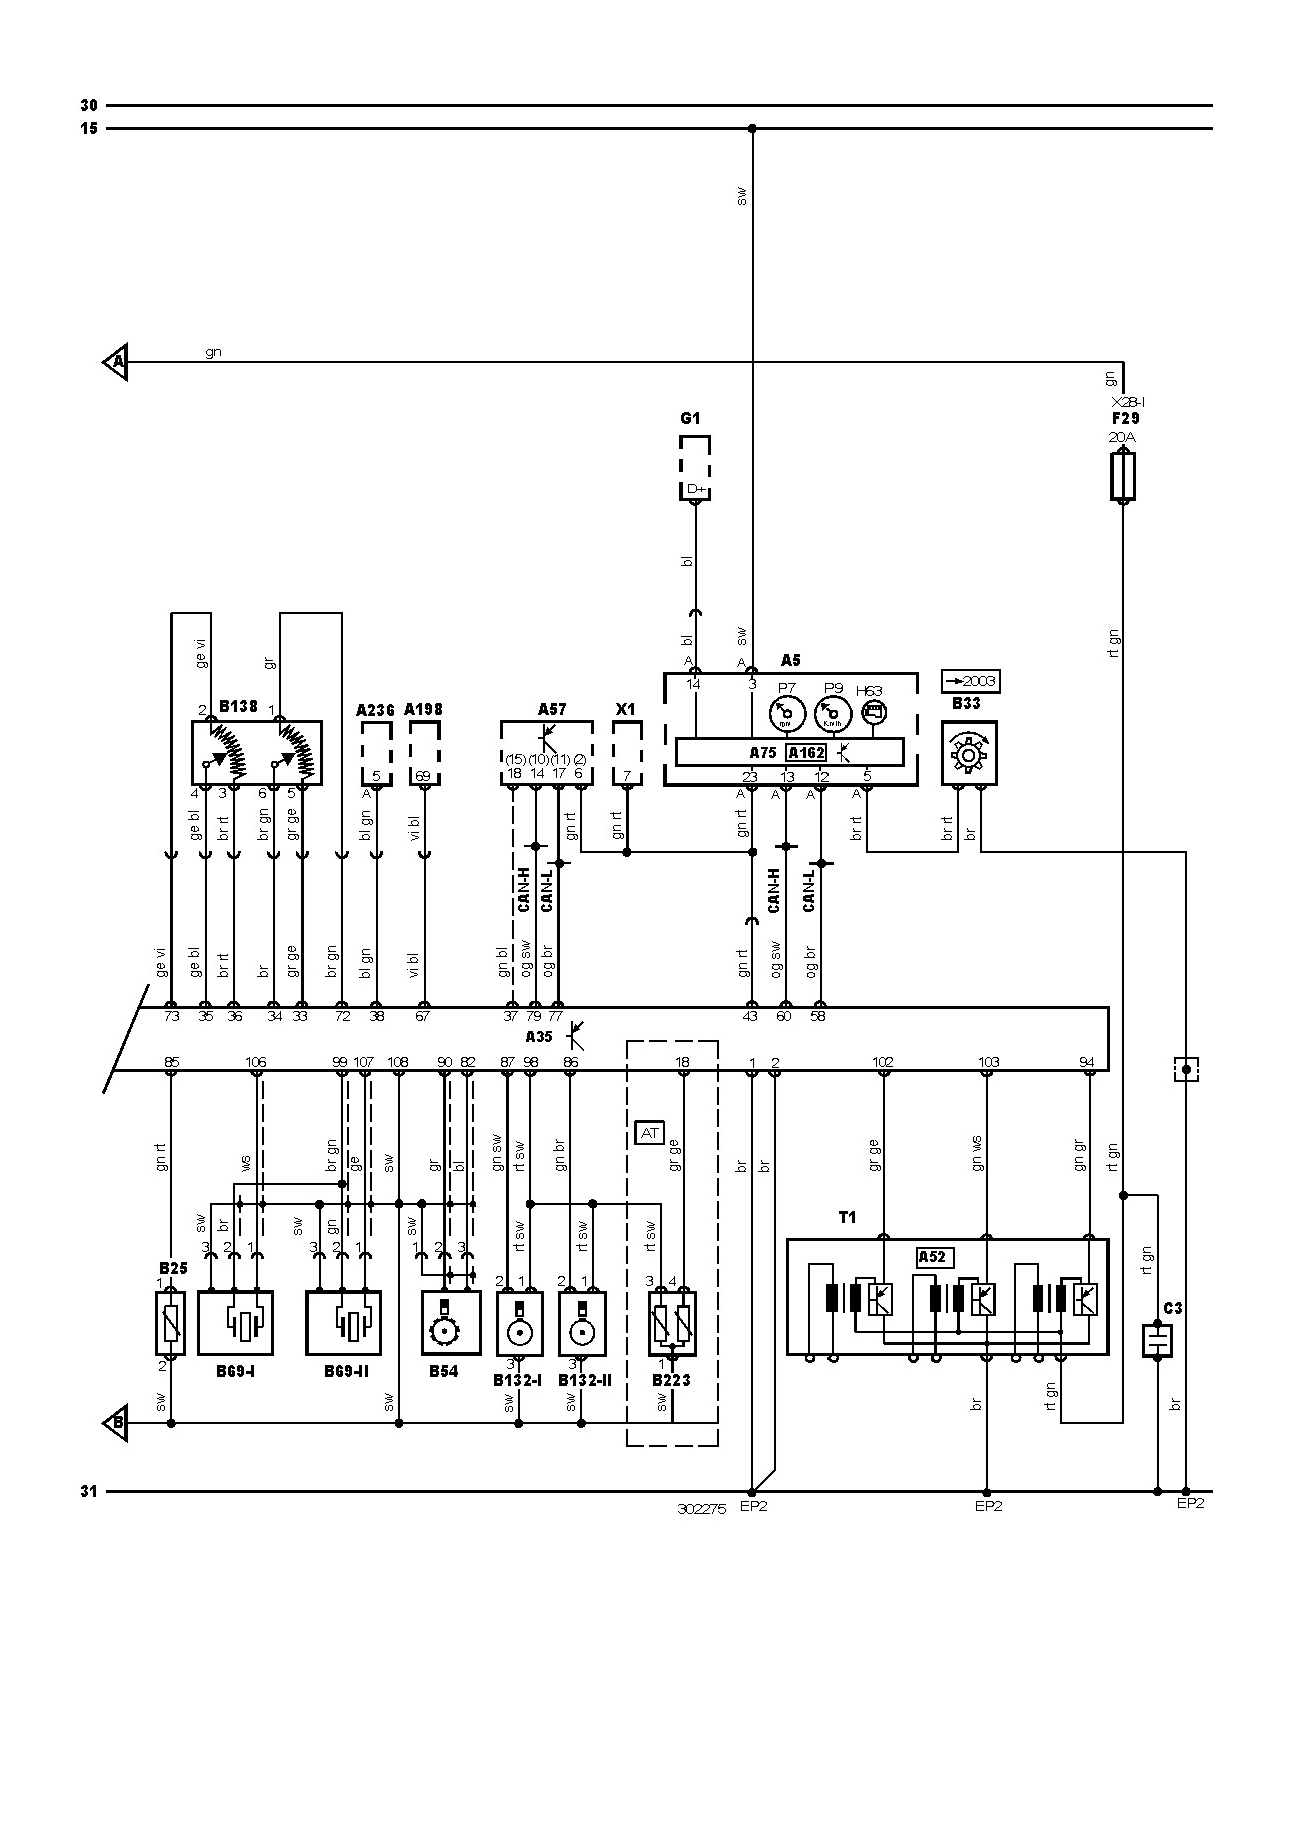 30
15
sw
A
gn
gn
X28-I
F29
20A
G1
D+
bl
bl
A
sw
A
A5
14
3
P7
rpm
P9
Km/h
H63
→2003
B33
A75
A162
23
13
12
5
A
A
A
A
ge vi
gr
2
B138
1
4
3
6
5
A236
5
A
A198
69
A57
(15)
(10)
(11)
(2)
18
14
17
6
X1
7
ge bl
br rt
br gn
gr ge
bl gn
vi bl
gn rt
gn rt
gn rt
br rt
br rt
br
rt gn
CAN-H
CAN-L
CAN-H
CAN-L
ge vi
ge bl
br rt
br
gr ge
br gn
bl gn
vi bl
gn bl
og sw
og br
gn rt
og sw
og br
73
35
36
34
33
72
38
67
37
79
77
43
60
58
A35
85
106
99
107
108
90
82
87
98
86
18
1
2
102
103
94
AT
gn rt
ws
br gn
ge
sw
gr
bl
gn sw
rt sw
gn br
gr ge
br
br
gr ge
gn ws
gn gr
rt gn
sw
br
sw
gn
sw
rt sw
rt sw
rt sw
T1
A52
rt gn
3
2
1
3
2
1
1
2
3
B25
1
2
2
1
2
1
3
4
B69-I
B69-II
B54
3
B132-I
3
B132-II
1
B223
C3
sw
sw
sw
sw
sw
br
rt gn
br
B
31
302275
EP2
EP2
EP2